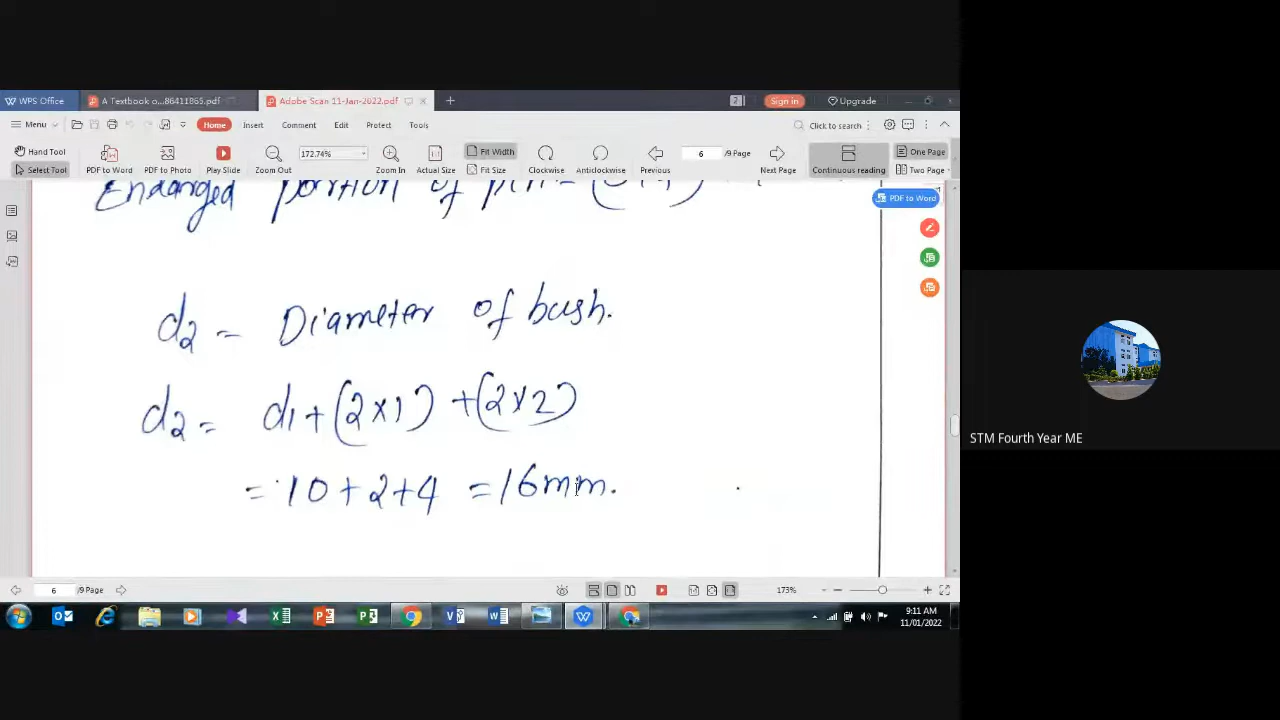 WPS Office
A Textbook o...86411865.pdf
Adobe Scan 11-Jan-2022.pdf
2
Sign in
Upgrade
Menu
Home
Insert
Comment
Edit
Protect
Tools
Click to search
Hand Tool
Select Tool
PDF to Word
PDF to Photo
Play Slide
Zoom Out
172.74%
Zoom In
Actual Size
Fit Width
Fit Size
Clockwise
Anticlockwise
Previous
6 /9 Page
Next Page
Continuous reading
One Page
Two Page
portion of
PDF to Word
d2 = Diameter of bush.
d2 = d1+(2×1) +(2×2)
= 10+2+4 =16mm.
6 /9 Page
173%
9:11 AM
11/01/2022
STM Fourth Year ME